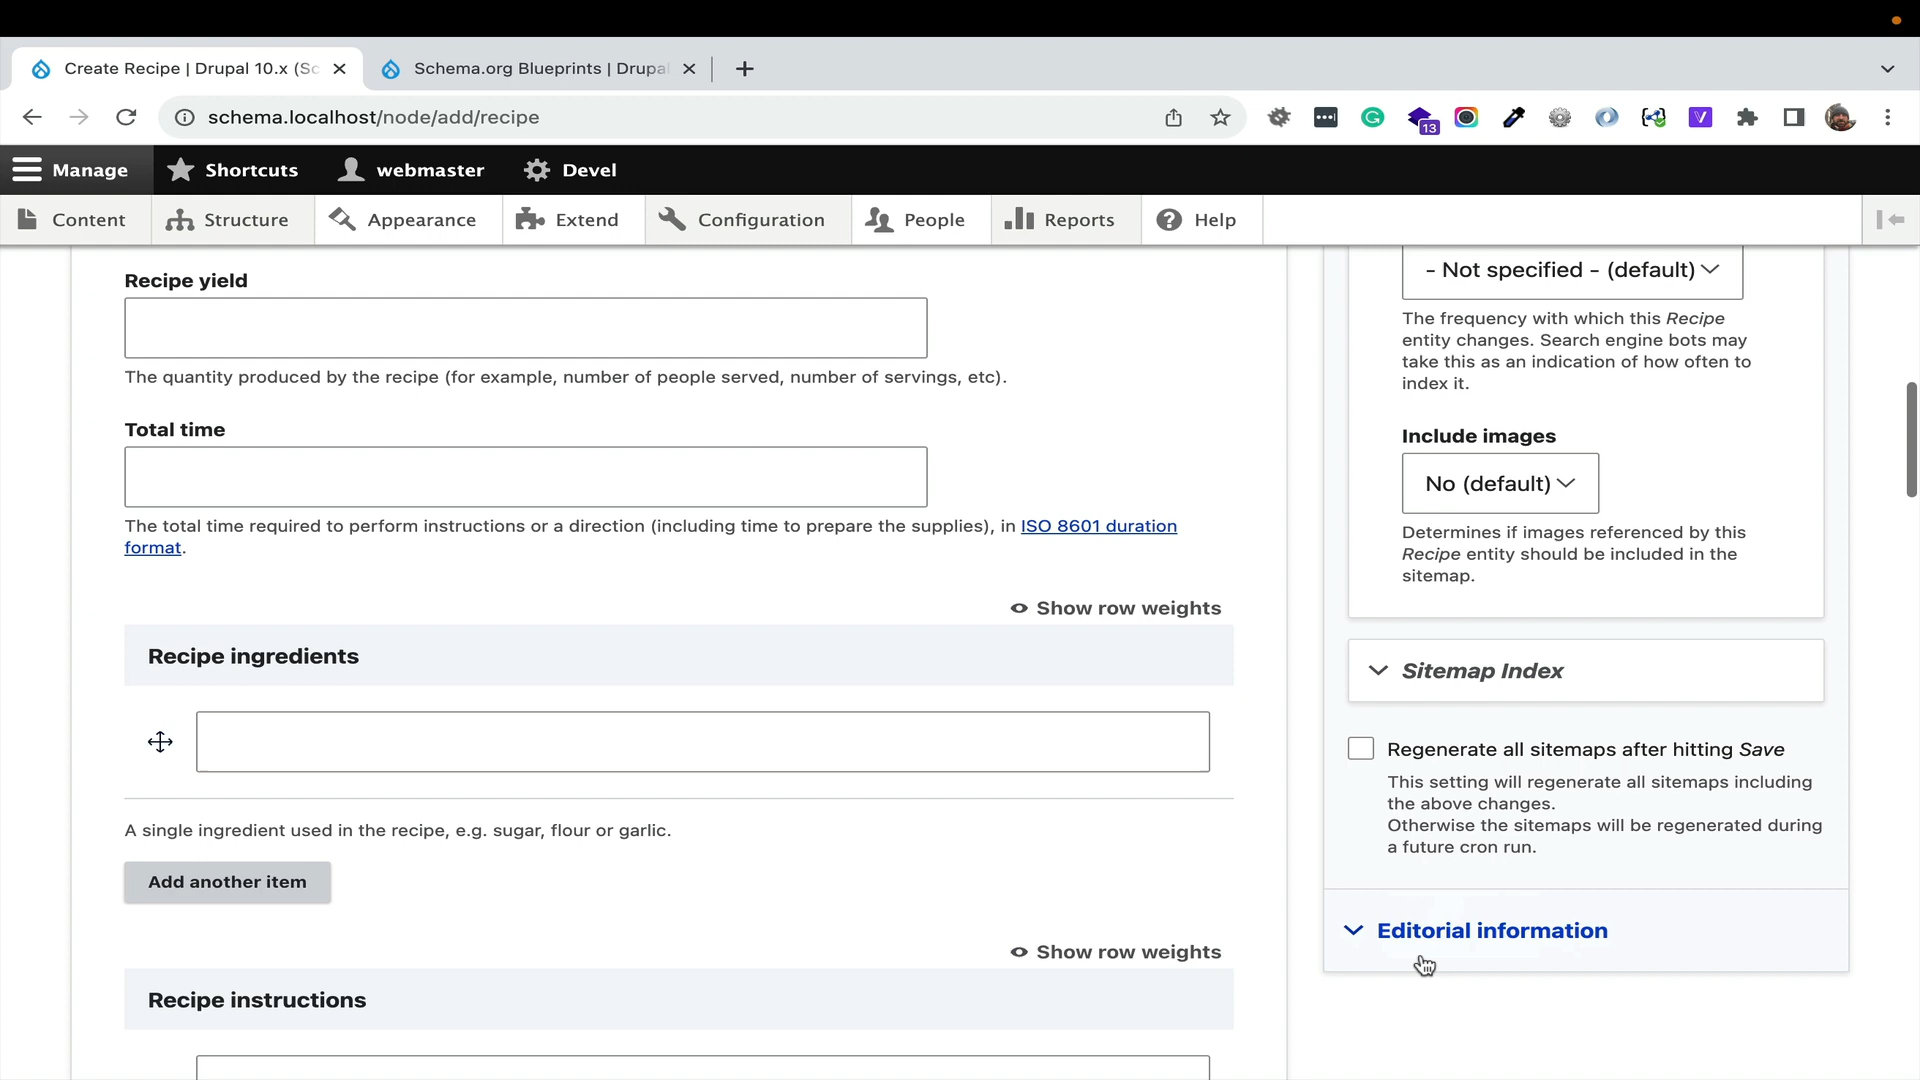 Create Recipe | Drupal 10.x (Sc
Schema.org Blueprints | Drupal
schema.localhost/node/add/recipe
13
Manage
Shortcuts
webmaster
Devel
Content
Structure
Appearance
Extend
Configuration
People
Reports
Help
Recipe yield
The quantity produced by the recipe (for example, number of people served, number of servings, etc).
Total time
The total time required to perform instructions or a direction (including time to prepare the supplies), in ISO 8601 duration
format.
Show row weights
Recipe ingredients
A single ingredient used in the recipe, e.g. sugar, flour or garlic.
Add another item
Show row weights
Recipe instructions
- Not specified - (default)
The frequency with which this Recipe
entity changes. Search engine bots may
take this as an indication of how often to
index it.
Include images
No (default)
Determines if images referenced by this
Recipe entity should be included in the
sitemap.
Sitemap Index
Regenerate all sitemaps after hitting Save
This setting will regenerate all sitemaps including
the above changes.
Otherwise the sitemaps will be regenerated during
a future cron run.
Editorial information